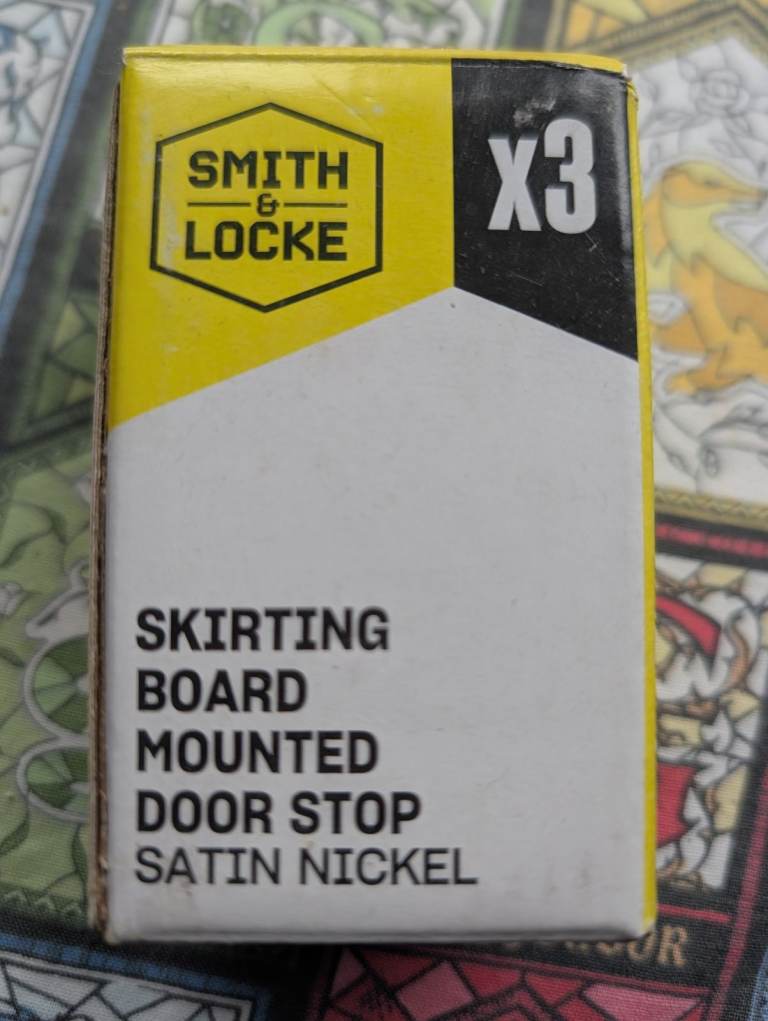 SMITH
&
LOCKE
X3
SKIRTING
BOARD
MOUNTED
DOOR STOP
SATIN NICKEL